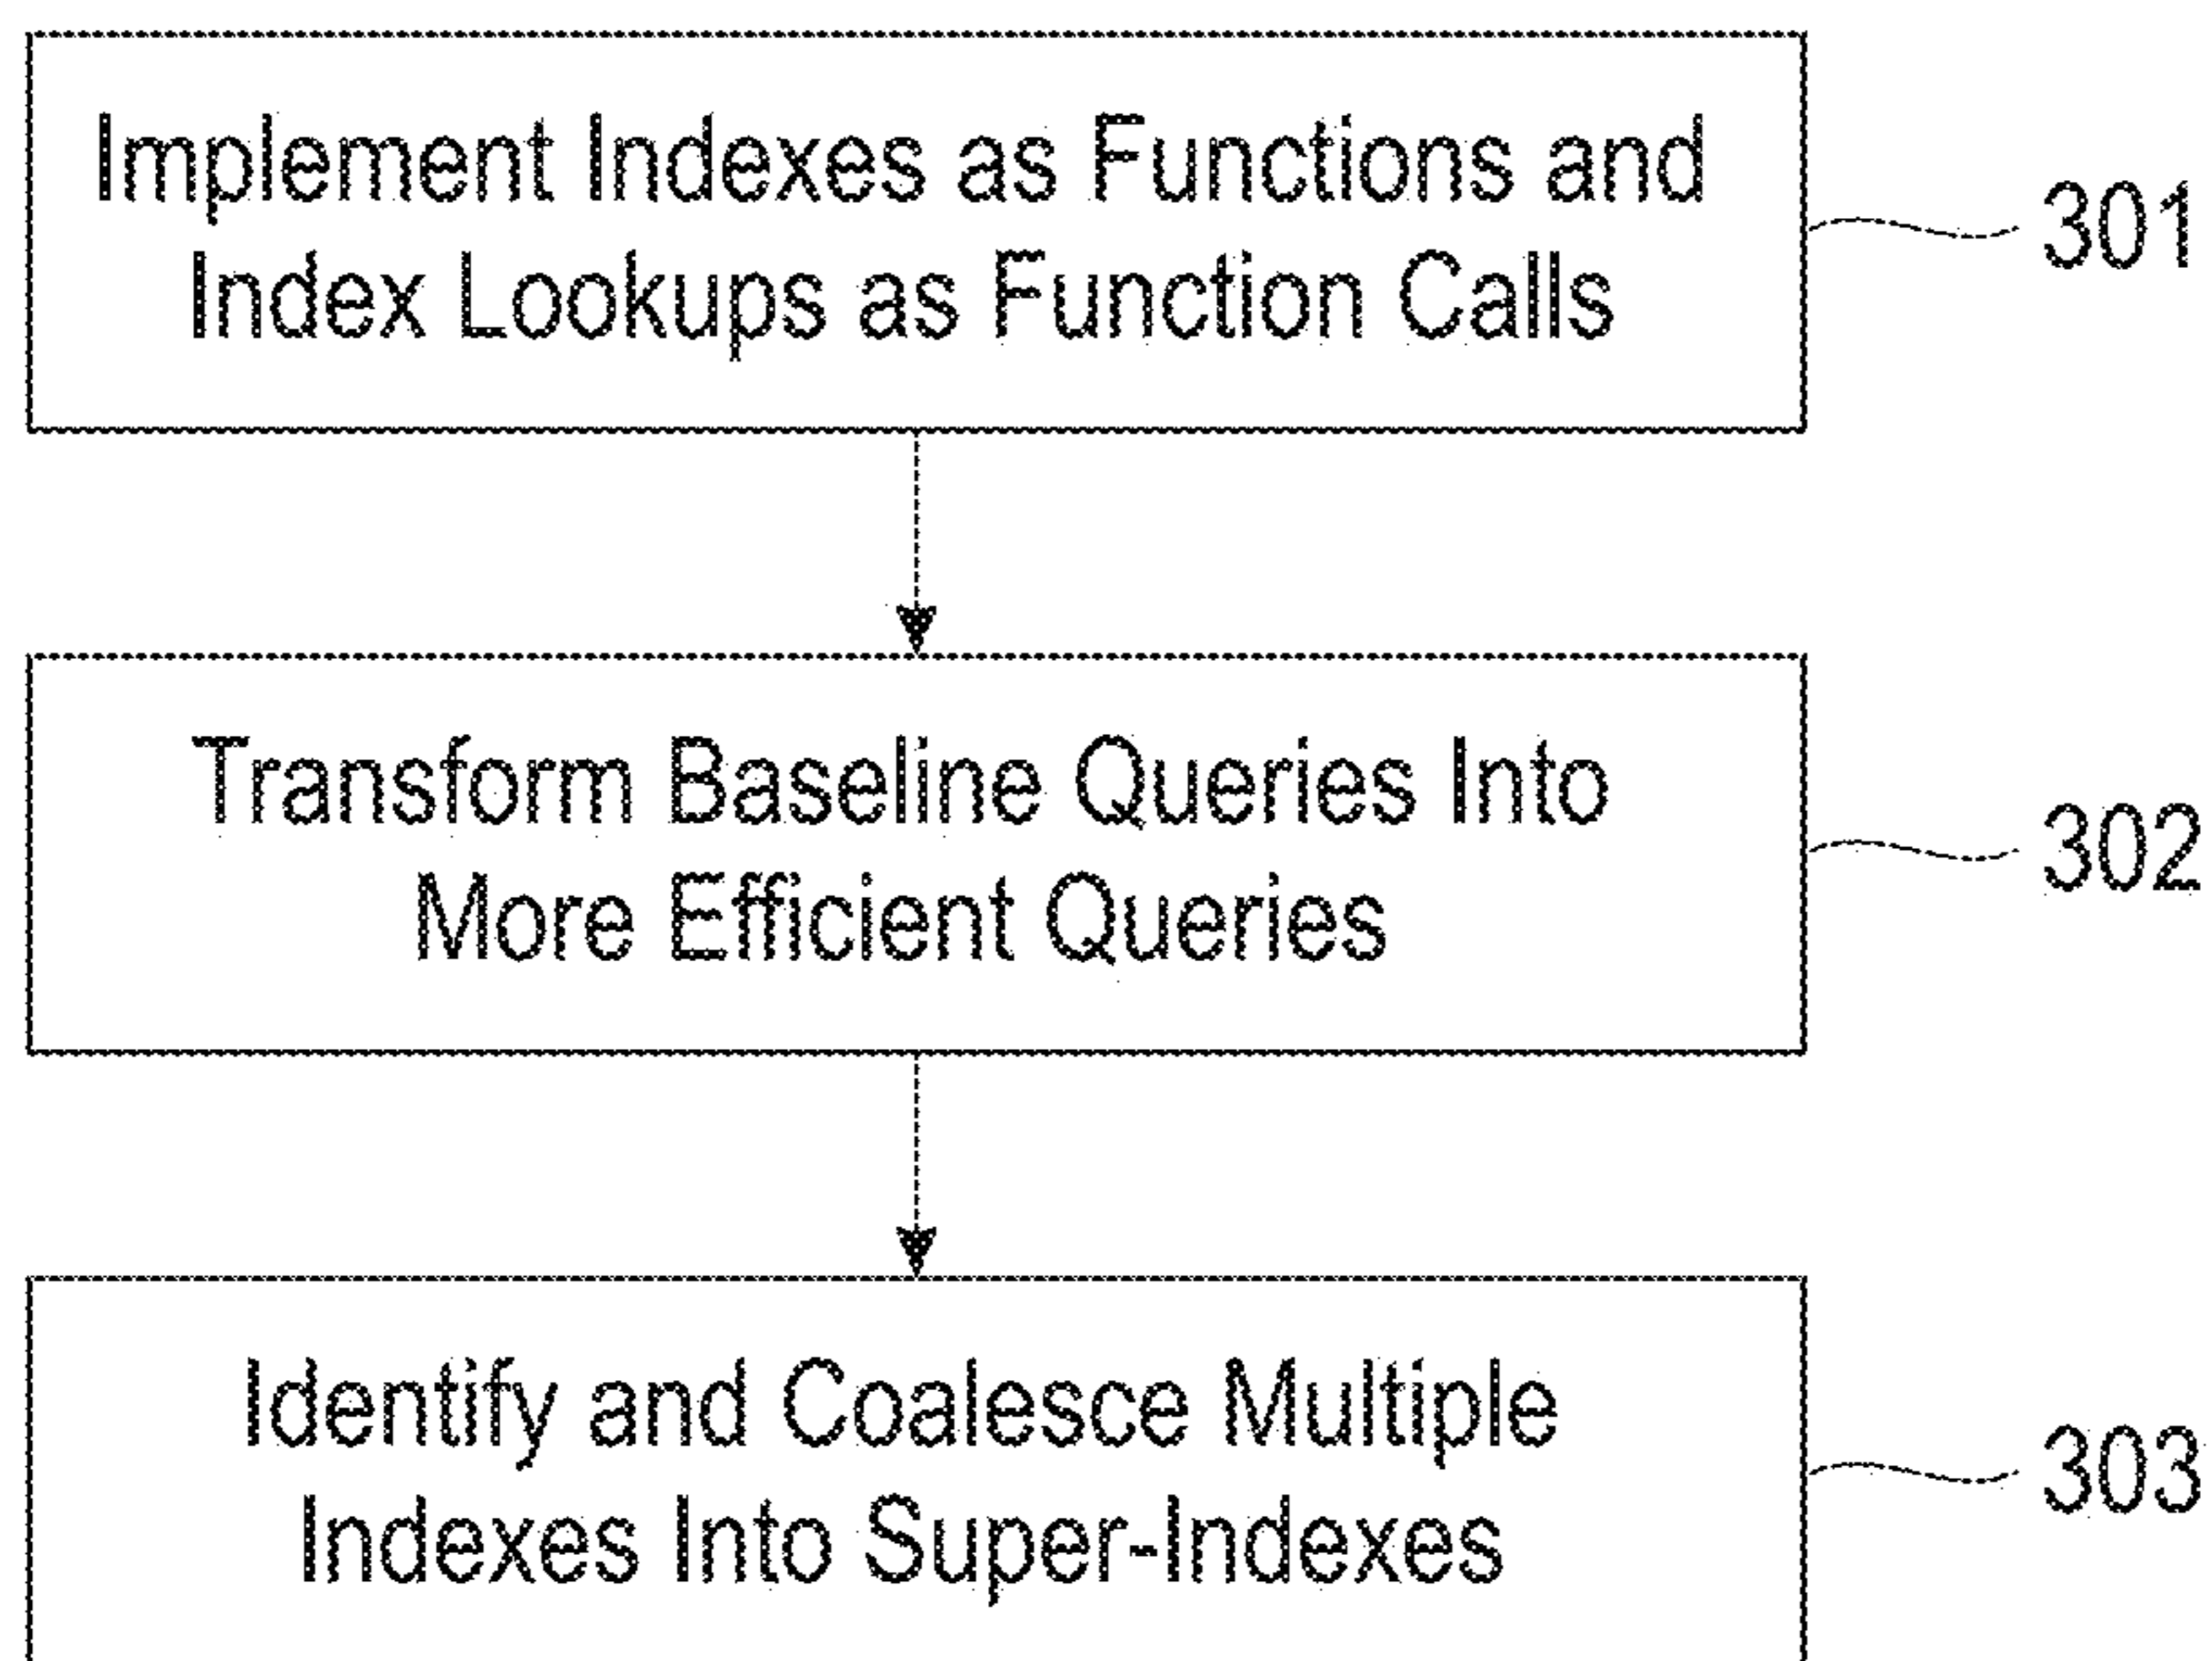 Implement Indexes as Functions and
Index Lookups as Function Calls
301
Transform Baseline Queries Into
More Efficient Queries
302
Identify and Coalesce Multiple
Indexes Into Super-Indexes
303